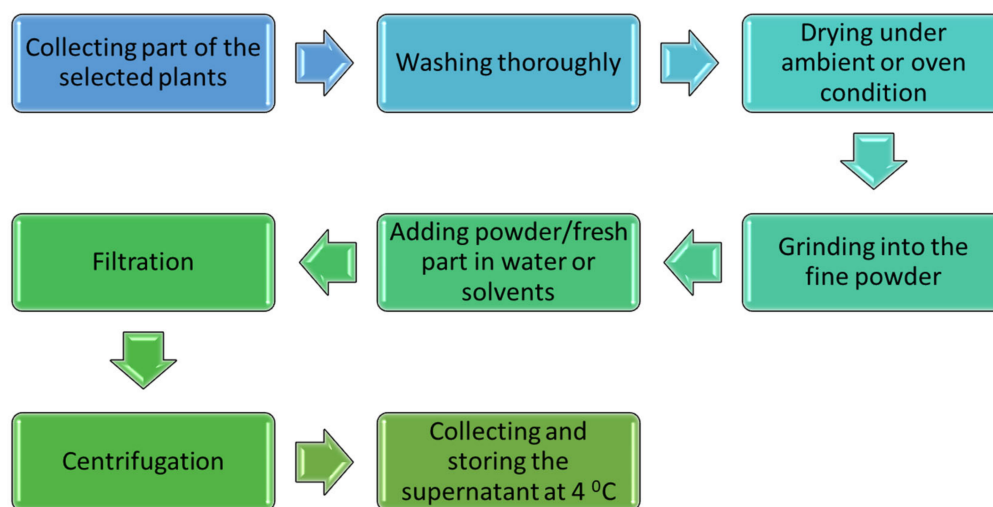 Collecting part of the
selected plants
Washing thoroughly
Drying under
ambient or oven
condition
Grinding into the
fine powder
Adding powder/fresh
part in water or
solvents
Filtration
Centrifugation
Collecting and
storing the
supernatant at 4 ⁰C